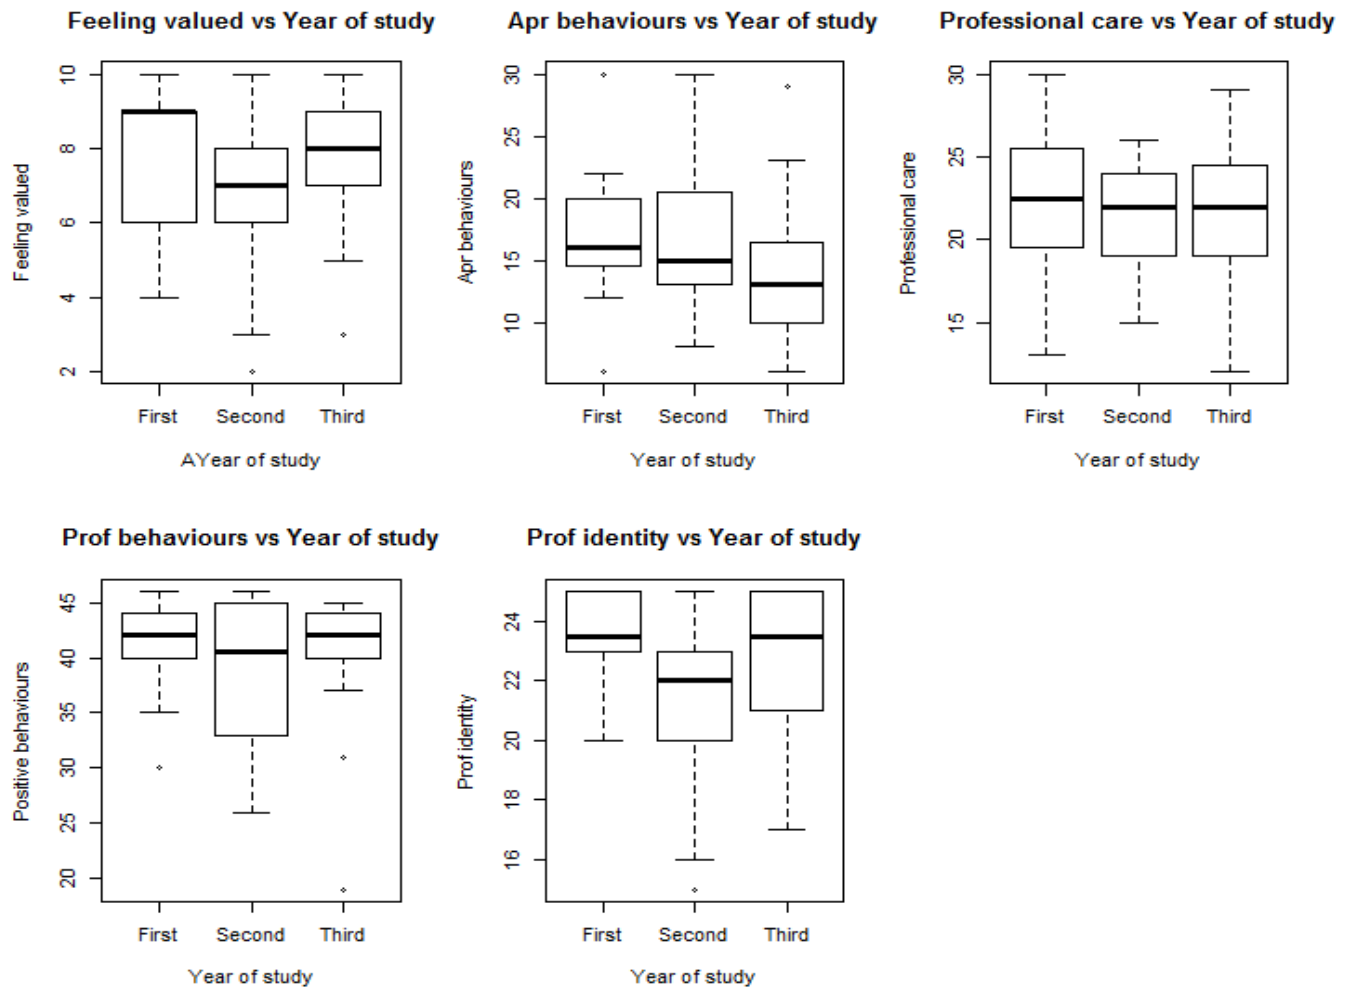 Feeling valued vs Year of study
Feeling valued
10
8
6
4
2
First Second Third
AYear of study
Apr behaviours vs Year of study
Apr behaviours
30
25
20
15
10
First Second Third
Year of study
Professional care vs Year of study
Professional care
30
25
20
15
First Second Third
Year of study
Prof behaviours vs Year of study
Positive behaviours
45
40
35
30
25
20
First Second Third
Year of study
Prof identity vs Year of study
Prof identity
24
22
20
18
16
First Second Third
Year of study